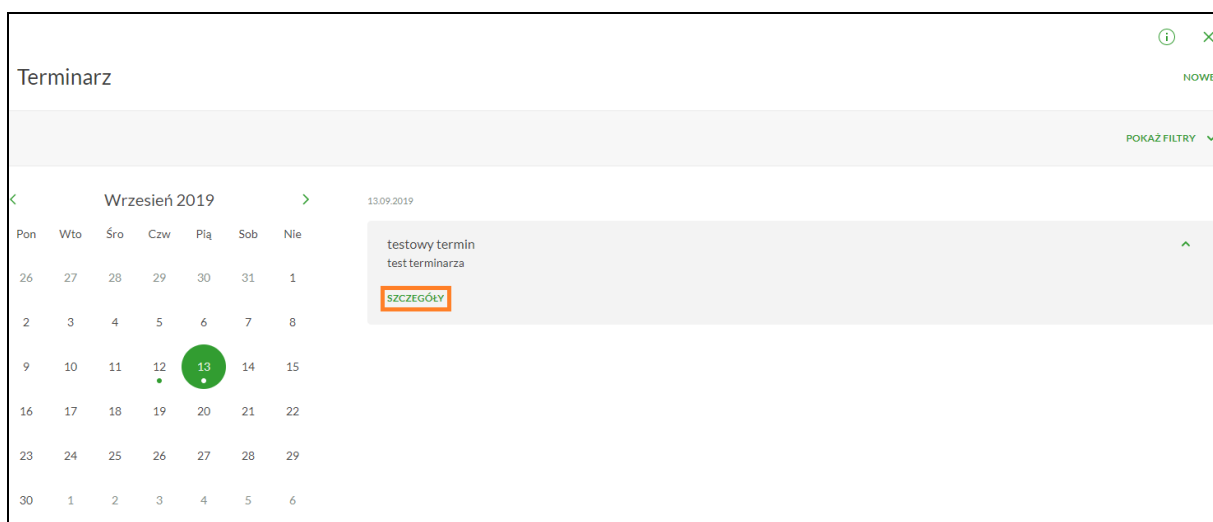 Terminarz
NOWE
POKAŻ FILTRY
Wrzesień 2019
Pon Wto Śro Czw Pią Sob Nie
26 27 28 29 30 31 1
2 3 4 5 6 7 8
9 10 11 12 13 14 15
16 17 18 19 20 21 22
23 24 25 26 27 28 29
30 1 2 3 4 5 6
13.09.2019
testowy termin
test terminarza
SZCZEGÓŁY